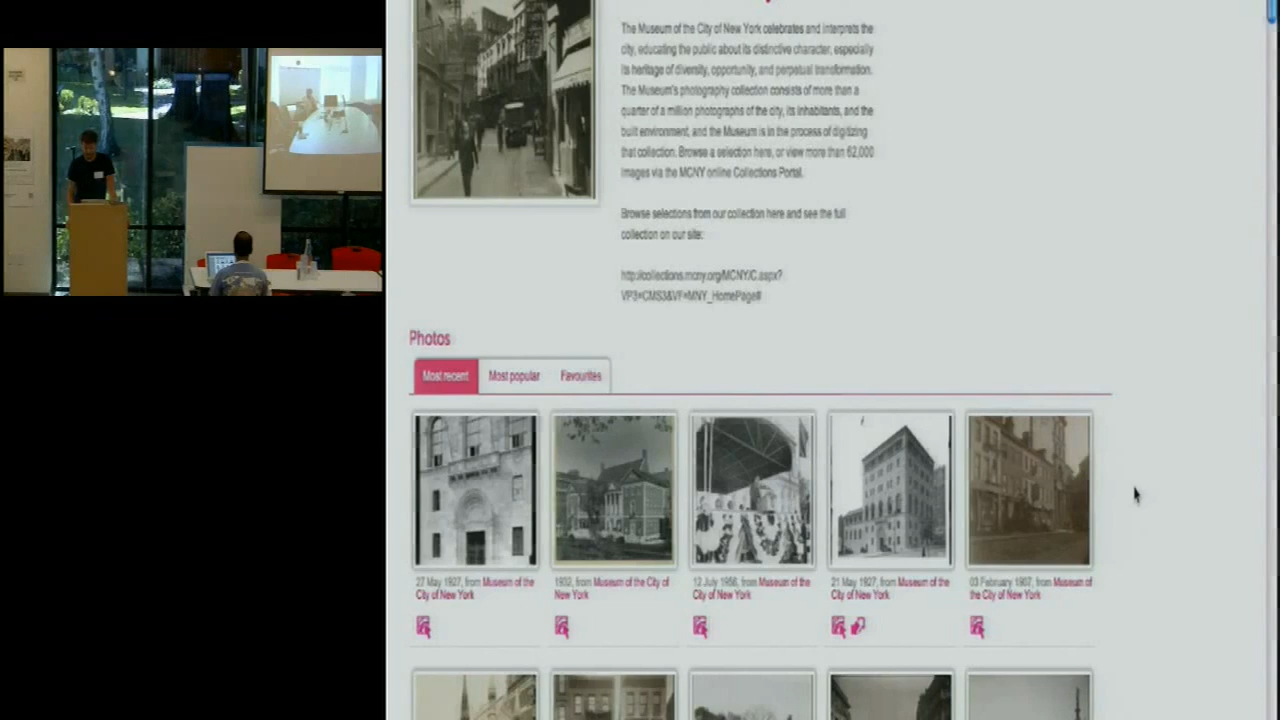 The Museum of the City of New York celebrates and interprets the
city, educating the public about its distinctive character, especially
its heritage of diversity, opportunity, and perpetual transformation.
The Museum's photography collection consists of more than a
quarter of a million photographs of the city, its inhabitants, and the
built environment, and the Museum is in the process of digitizing
that collection. Browse a selection here, or view more than 62,000
images via the MCNY online Collections Portal.
Browse selections from our collection here and see the full
collection on our site:
http://collections.mcny.org/MCNY/C.aspx?
VP3=CMS3&VF=MNY_HomePage#
Photos
Most recent Most popular Favourites
27 May 1927, from Museum of the
City of New York
1932, from Museum of the City of
New York
12 July 1956, from Museum of the
City of New York
21 May 1927, from Museum of the
City of New York
03 February 1907, from Museum of
the City of New York